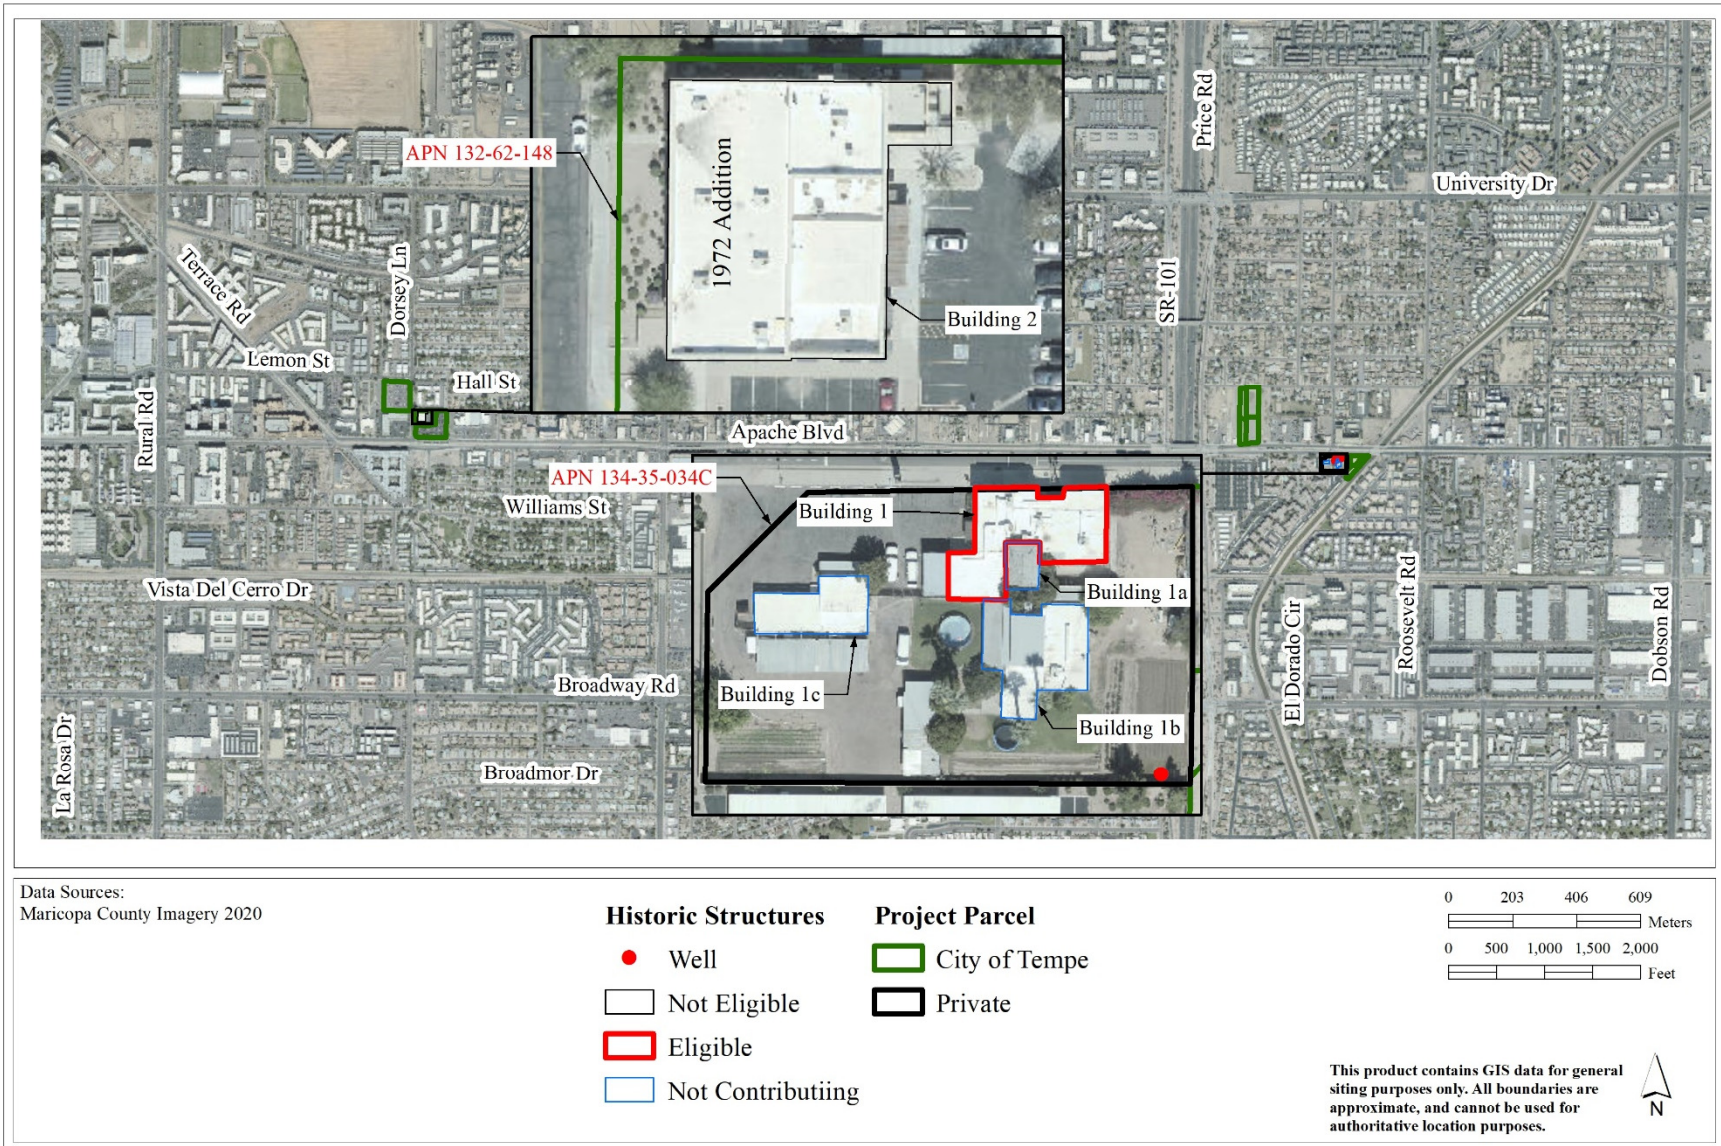 Price Rd
APN 132-62-148
1972 Addition
University Dr
Terrace Rd
Dorsey Ln
SR-101
Building 2
Lemon St
Hall St
Rural Rd
Apache Blvd
APN 134-35-034C
Williams St
Building 1
Vista Del Cerro Dr
Building 1a
Roosevelt Rd
El Dorado Cir
Dobson Rd
Broadway Rd
Building 1c
Building 1b
La Rosa Dr
Broadmor Dr
Data Sources:
Maricopa County Imagery 2020
Historic Structures
Well
Not Eligible
Eligible
Not Contributiing
Project Parcel
City of Tempe
Private
0 203 406 609
Meters
0 500 1,000 1,500 2,000
Feet
This product contains GIS data for general
siting purposes only. All boundaries are
approximate, and cannot be used for
authoritative location purposes.
N